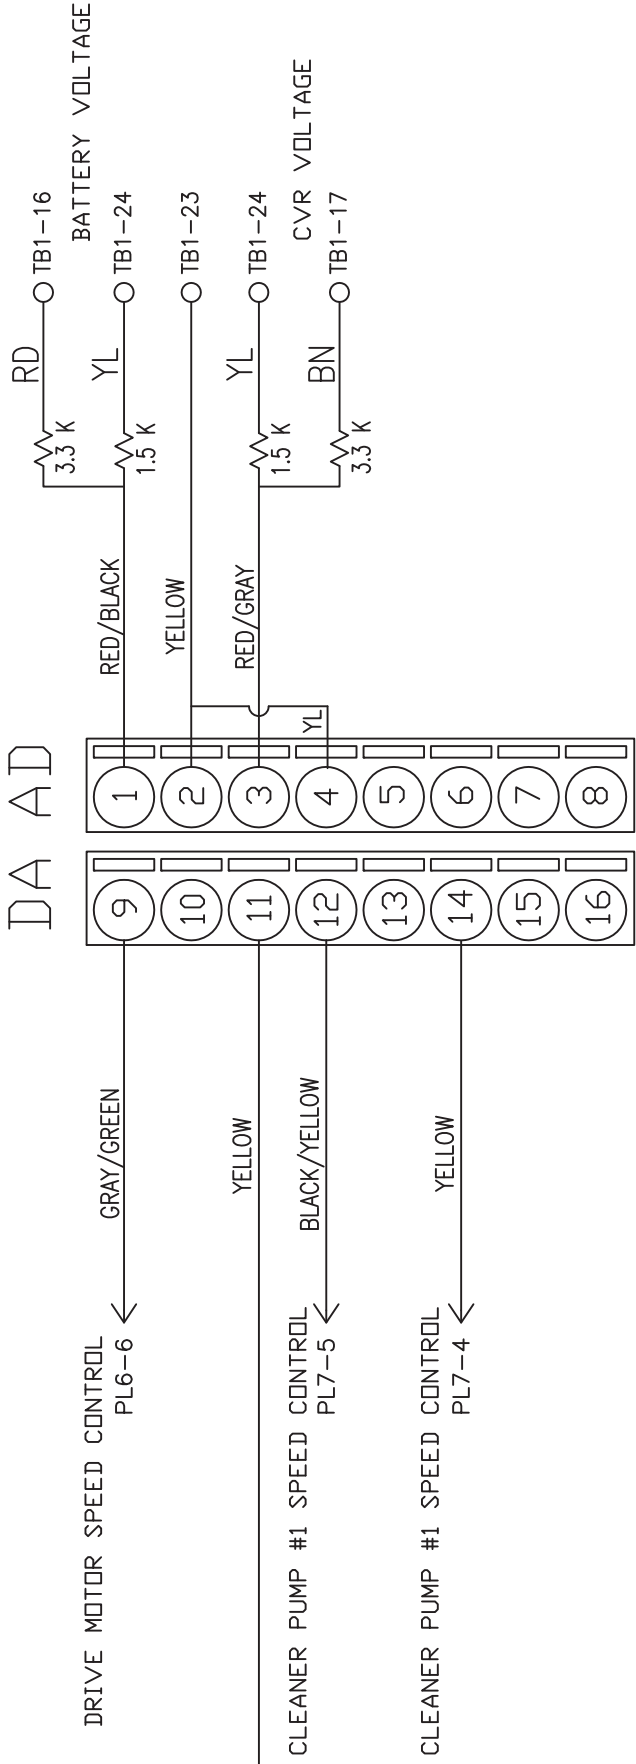 BATTERY VOLTAGE
CVR VOLTAGE
TB1-16
TB1-24
TB1-23
TB1-24
TB1-17
RD
YL
YL
BN
3.3 K
1.5 K
1.5 K
3.3 K
RED/BLACK
YELLOW
RED/GRAY
YL
AD
1
2
3
4
5
6
7
8
DA
9
10
11
12
13
14
15
16
GRAY/GREEN
YELLOW
BLACK/YELLOW
YELLOW
DRIVE MOTOR SPEED CONTROL
PL6-6
CLEANER PUMP #1 SPEED CONTROL
PL7-5
CLEANER PUMP #1 SPEED CONTROL
PL7-4